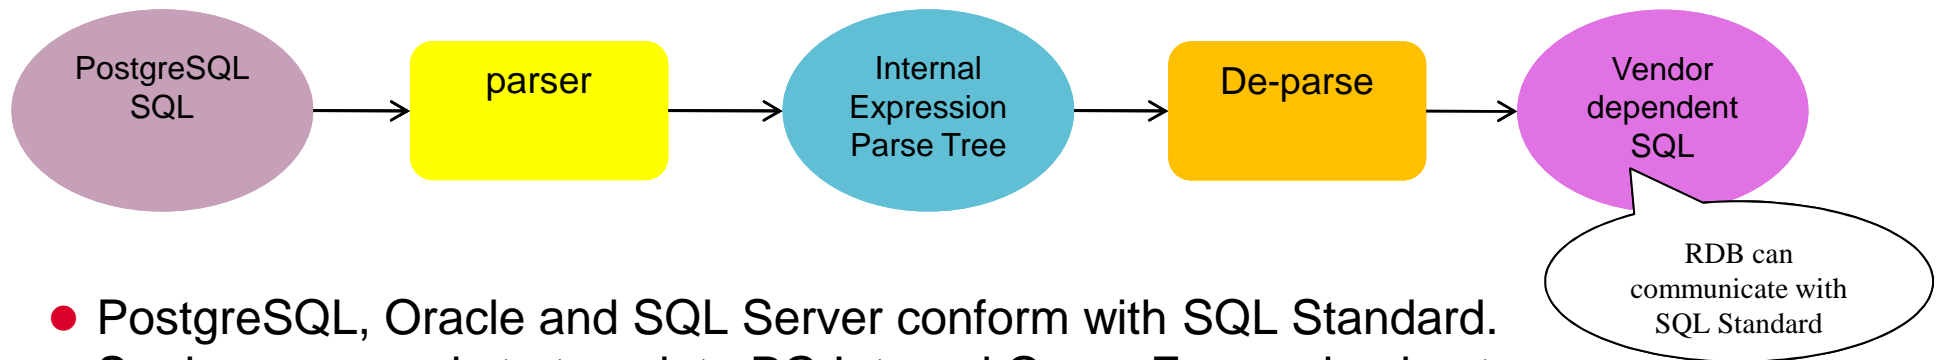 PostgreSQL
SQL
parser
Internal
Expression
Parse Tree
De-parse
Vendor
dependent
SQL
RDB can
communicate with
SQL Standard
PostgreSQL, Oracle and SQL Server conform with SQL Standard.